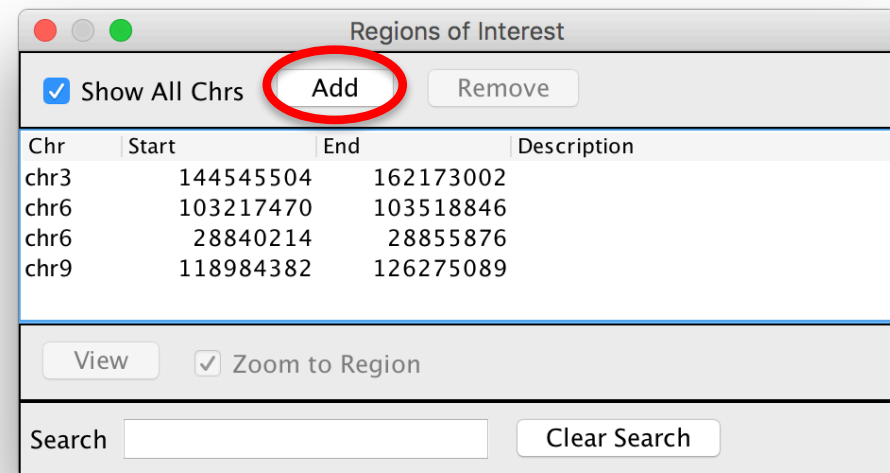 Regions of Interest
Show All Chrs Add Remove
Chr Start End Description
chr3 144545504 162173002
chr6 103217470 103518846
chr6 28840214 28855876
chr9 118984382 126275089
View Zoom to Region
Search Clear Search